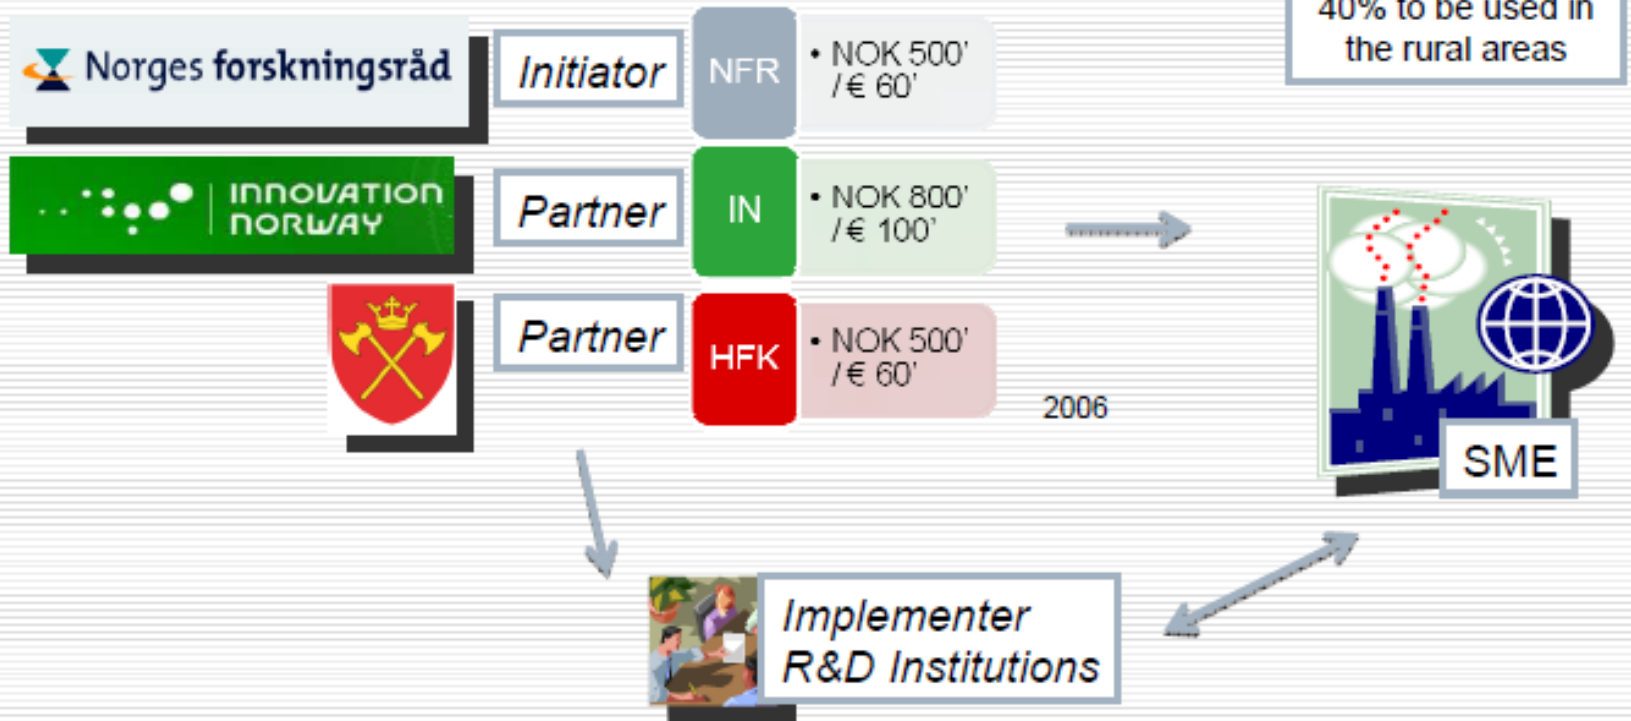 40% to be used in
the rural areas
Norges forskningsråd
Initiator
NFR
• NOK 500'
/ € 60'
INNOVATION
NORWAY
Partner
IN
• NOK 800'
/ € 100'
Partner
HFK
• NOK 500'
/ € 60'
2006
SME
Implementer
R&D Institutions